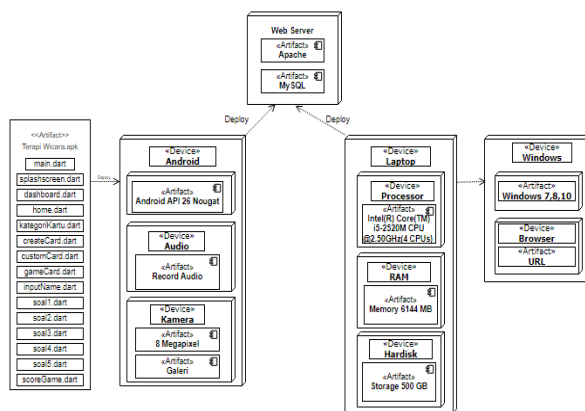 Web Server
«Artifact»
Apache
«Artifact»
MySQL
Deploy
Deploy
<<Artifact>>
Terapi Wicara.apk
main.dart
splashscreen.dart
dashboard.dart
home.dart
kategoriKartu.dart
createCard.dart
customCard.dart
gameCard.dart
inputName.dart
soal1.dart
soal2.dart
soal3.dart
soal4.dart
soal5.dart
scoreGame.dart
Deploy
«Device»
Android
«Artifact»
Android API 26 Nougat
«Device»
Audio
«Artifact»
Record Audio
«Device»
Kamera
«Artifact»
8 Megapixel
«Artifact»
Galeri
«Device»
Laptop
«Device»
Processor
«Artifact»
Intel(R) Core(TM)
i5-2520M CPU
@2.50GHz(4 CPUs)
«Device»
RAM
«Artifact»
Memory 6144 MB
«Device»
Hardisk
«Artifact»
Storage 500 GB
«Device»
Windows
«Artifact»
Windows 7,8,10
«Device»
Browser
«Artifact»
URL